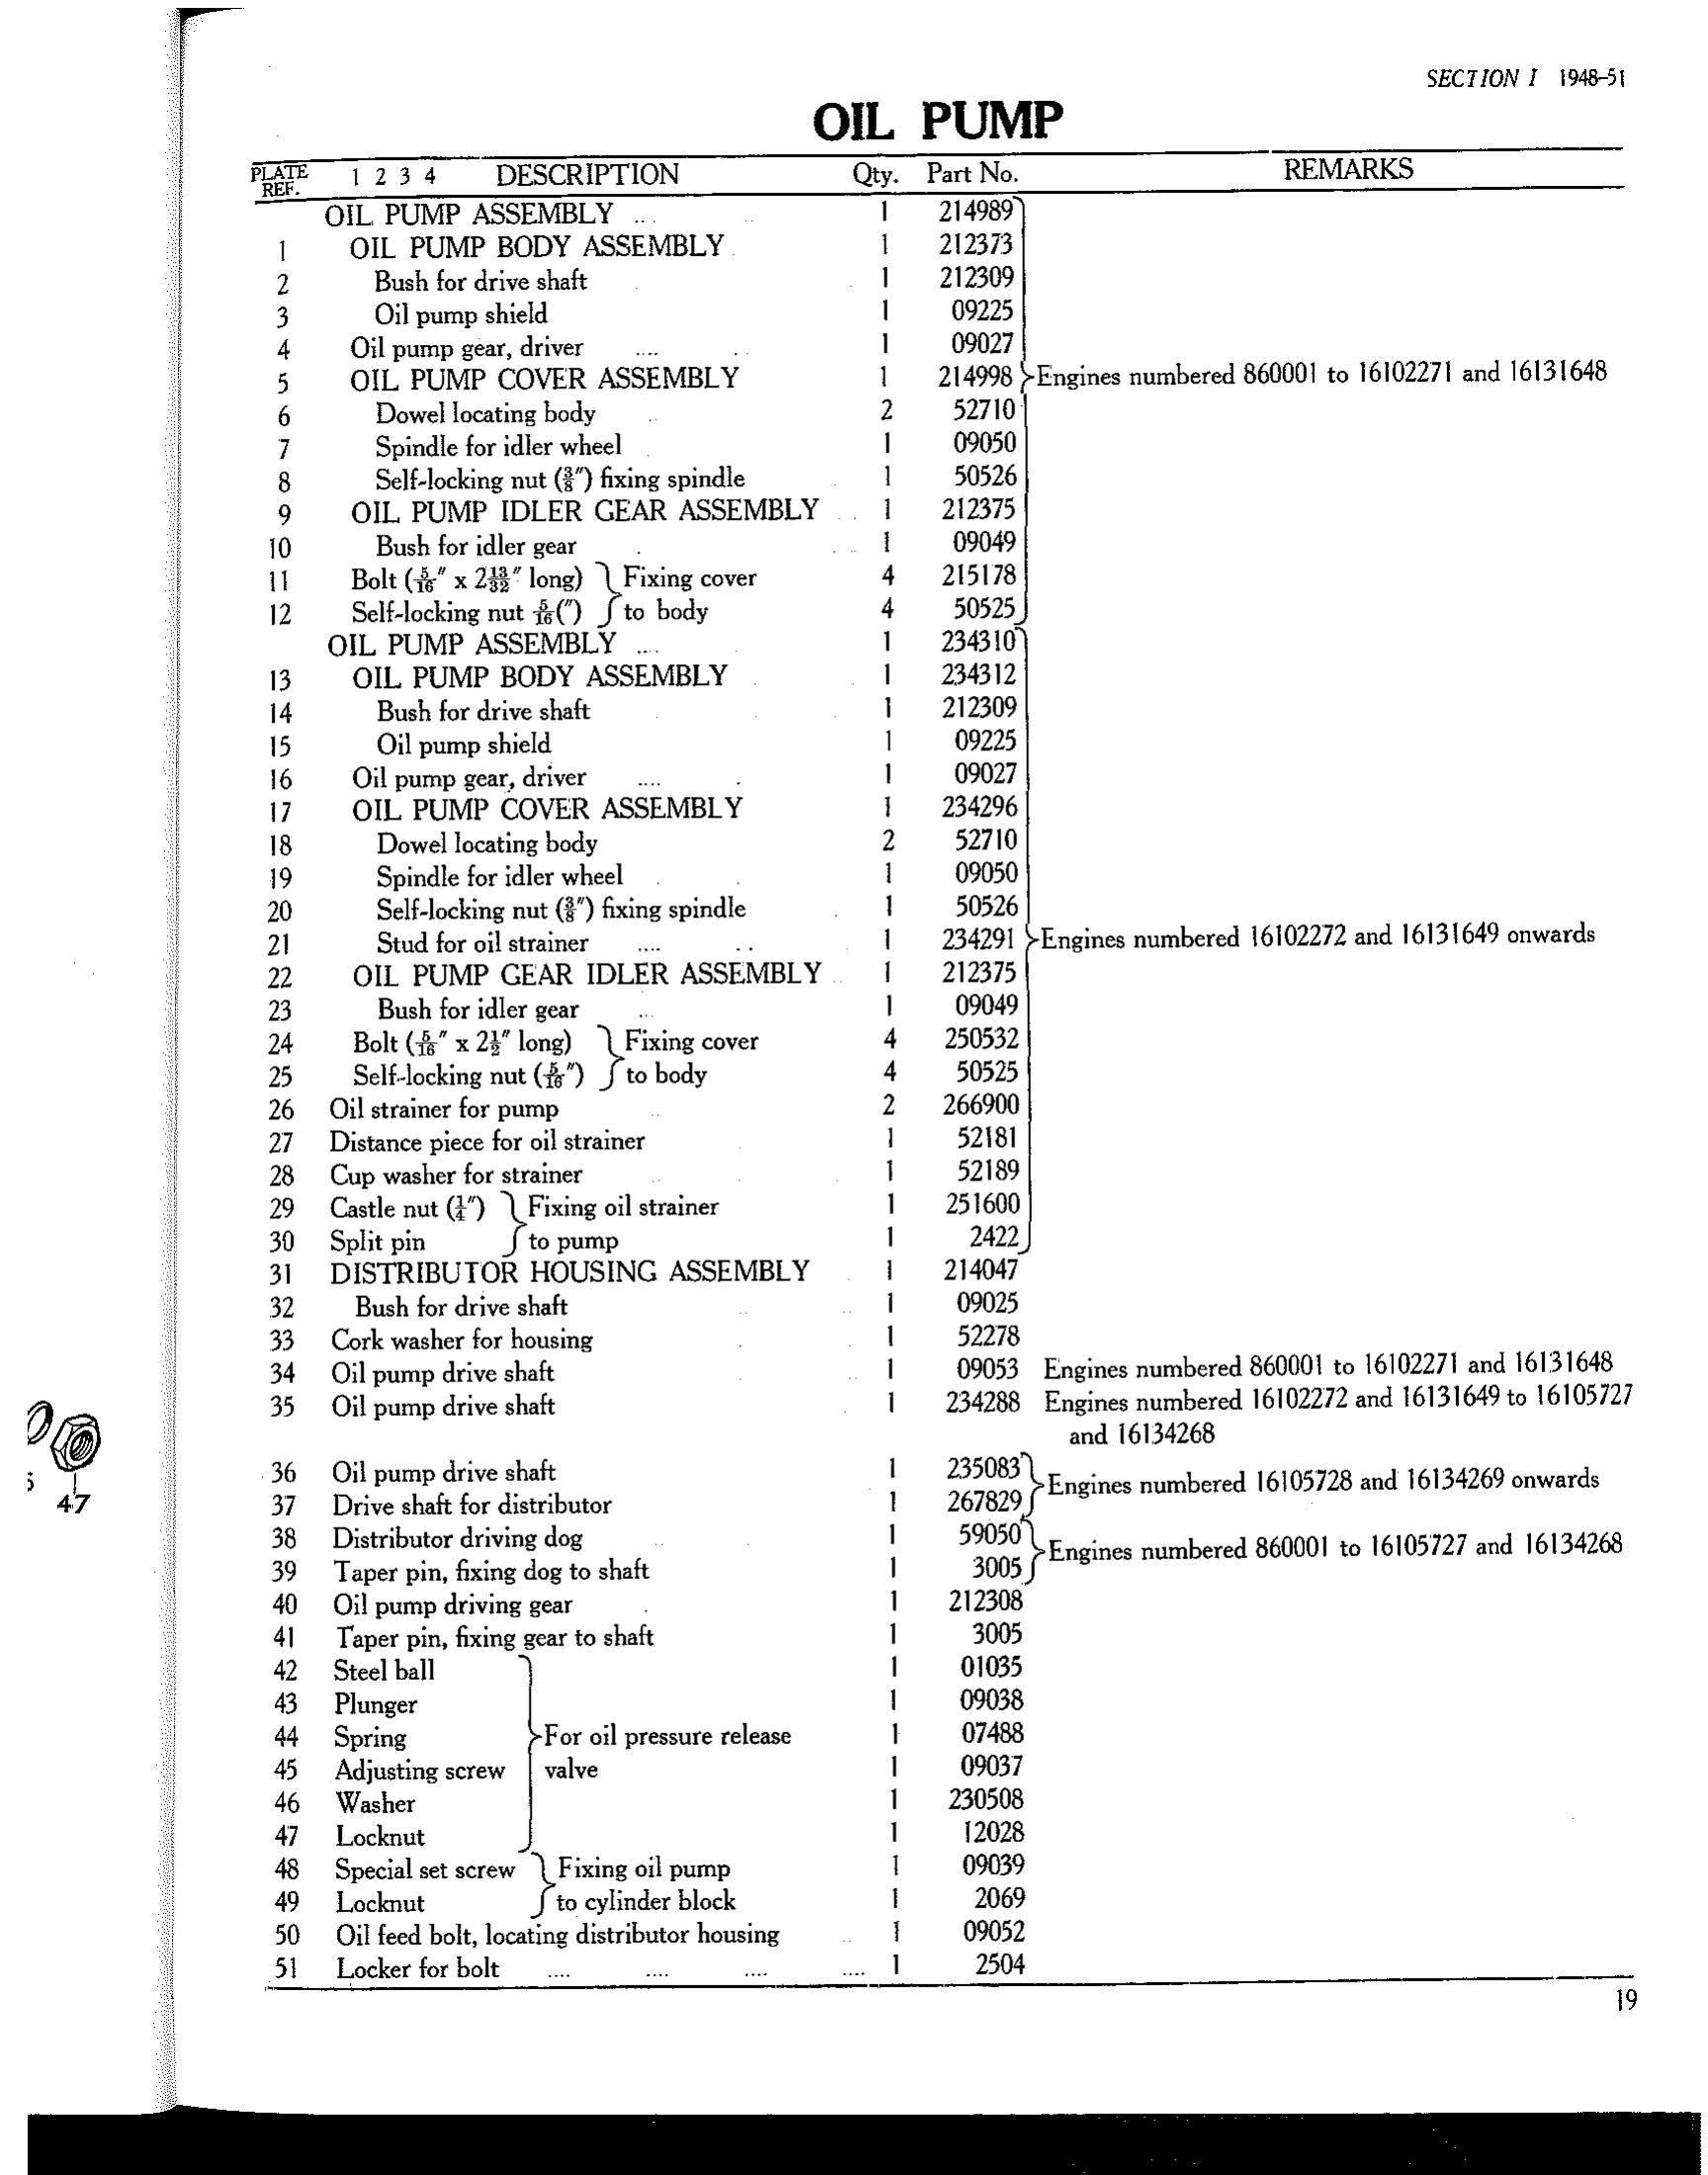 SECTION I 1948-51
OIL PUMP
PLATE REF. 1 2 3 4 DESCRIPTION Qty. Part No. REMARKS
OIL PUMP ASSEMBLY .... 1 214989
1 OIL PUMP BODY ASSEMBLY 1 212373
2 Bush for drive shaft 1 212309
3 Oil pump shield 1 09225
4 Oil pump gear, driver .... 1 09027
5 OIL PUMP COVER ASSEMBLY 1 214998 Engines numbered 860001 to 16102271 and 16131648
6 Dowel locating body 2 52710
7 Spindle for idler wheel 1 09050
8 Self-locking nut (⅜″) fixing spindle 1 50526
9 OIL PUMP IDLER GEAR ASSEMBLY 1 212375
10 Bush for idler gear 1 09049
11 Bolt (5/16″ x 2 13/32″ long) } Fixing cover 4 215178
12 Self-locking nut 5/16(″) } to body 4 50525
OIL PUMP ASSEMBLY .... 1 234310
13 OIL PUMP BODY ASSEMBLY 1 234312
14 Bush for drive shaft 1 212309
15 Oil pump shield 1 09225
16 Oil pump gear, driver .... 1 09027
17 OIL PUMP COVER ASSEMBLY 1 234296
18 Dowel locating body 2 52710
19 Spindle for idler wheel 1 09050
20 Self-locking nut (⅜″) fixing spindle 1 50526
21 Stud for oil strainer .... 1 234291 Engines numbered 16102272 and 16131649 onwards
22 OIL PUMP GEAR IDLER ASSEMBLY 1 212375
23 Bush for idler gear 1 09049
24 Bolt (5/16″ x 2½″ long) } Fixing cover 4 250532
25 Self-locking nut (5/16″) } to body 4 50525
26 Oil strainer for pump 2 266900
27 Distance piece for oil strainer 1 52181
28 Cup washer for strainer 1 52189
29 Castle nut (¼″) } Fixing oil strainer 1 251600
30 Split pin } to pump 1 2422
31 DISTRIBUTOR HOUSING ASSEMBLY 1 214047
32 Bush for drive shaft 1 09025
33 Cork washer for housing 1 52278
34 Oil pump drive shaft 1 09053 Engines numbered 860001 to 16102271 and 16131648
35 Oil pump drive shaft 1 234288 Engines numbered 16102272 and 16131649 to 16105727
and 16134268
36 Oil pump drive shaft 1 235083 } Engines numbered 16105728 and 16134269 onwards
37 Drive shaft for distributor 1 267829
38 Distributor driving dog 1 59050 } Engines numbered 860001 to 16105727 and 16134268
39 Taper pin, fixing dog to shaft 1 3005
40 Oil pump driving gear 1 212308
41 Taper pin, fixing gear to shaft 1 3005
42 Steel ball 1 01035
43 Plunger 1 09038
44 Spring } For oil pressure release 1 07488
45 Adjusting screw valve 1 09037
46 Washer 1 230508
47 Locknut 1 12028
48 Special set screw } Fixing oil pump 1 09039
49 Locknut } to cylinder block 1 2069
50 Oil feed bolt, locating distributor housing 1 09052
51 Locker for bolt .... .... .... .... 1 2504
19
47